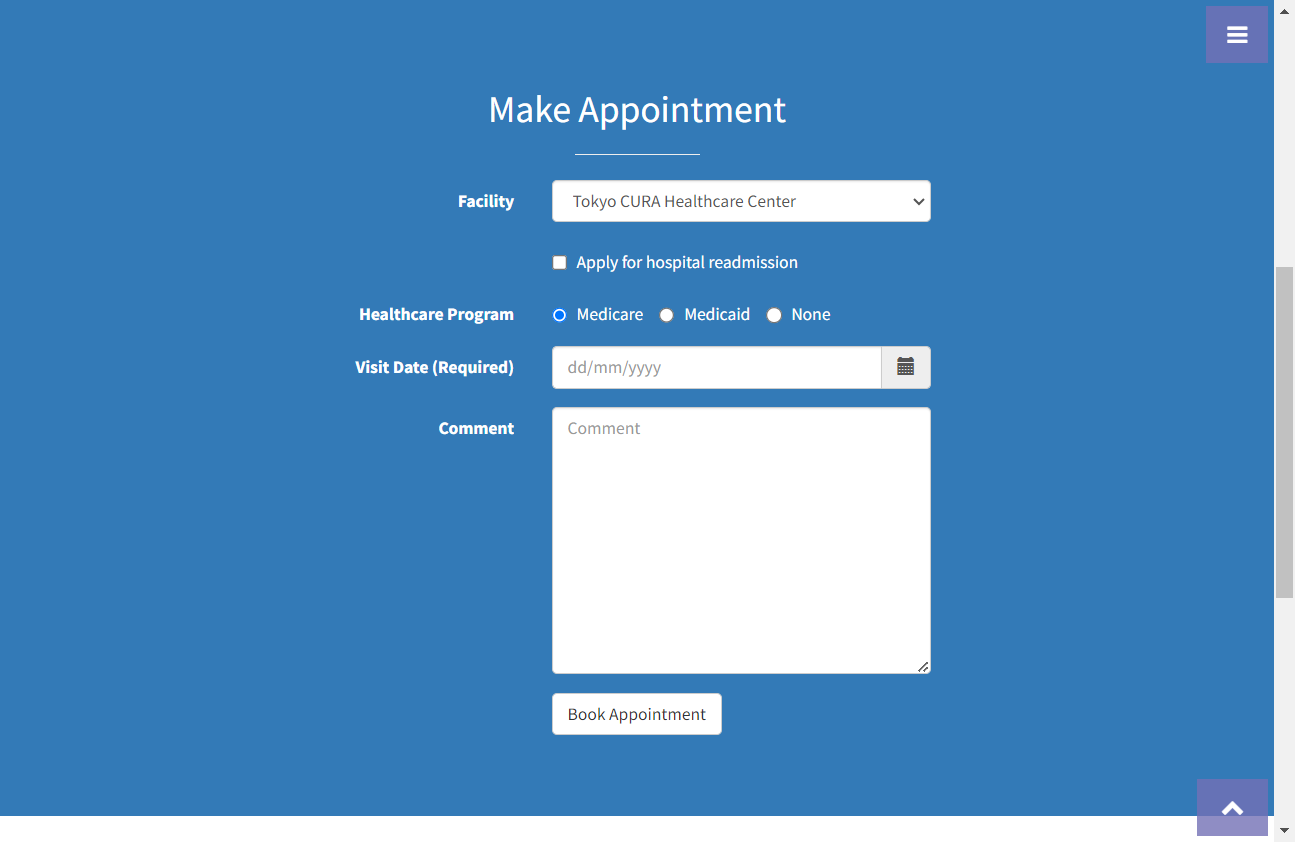 Make Appointment
Facility
Tokyo CURA Healthcare Center
Apply for hospital readmission
Healthcare Program
Medicare Medicaid None
Visit Date (Required)
dd/mm/yyyy
Comment
Comment
Book Appointment